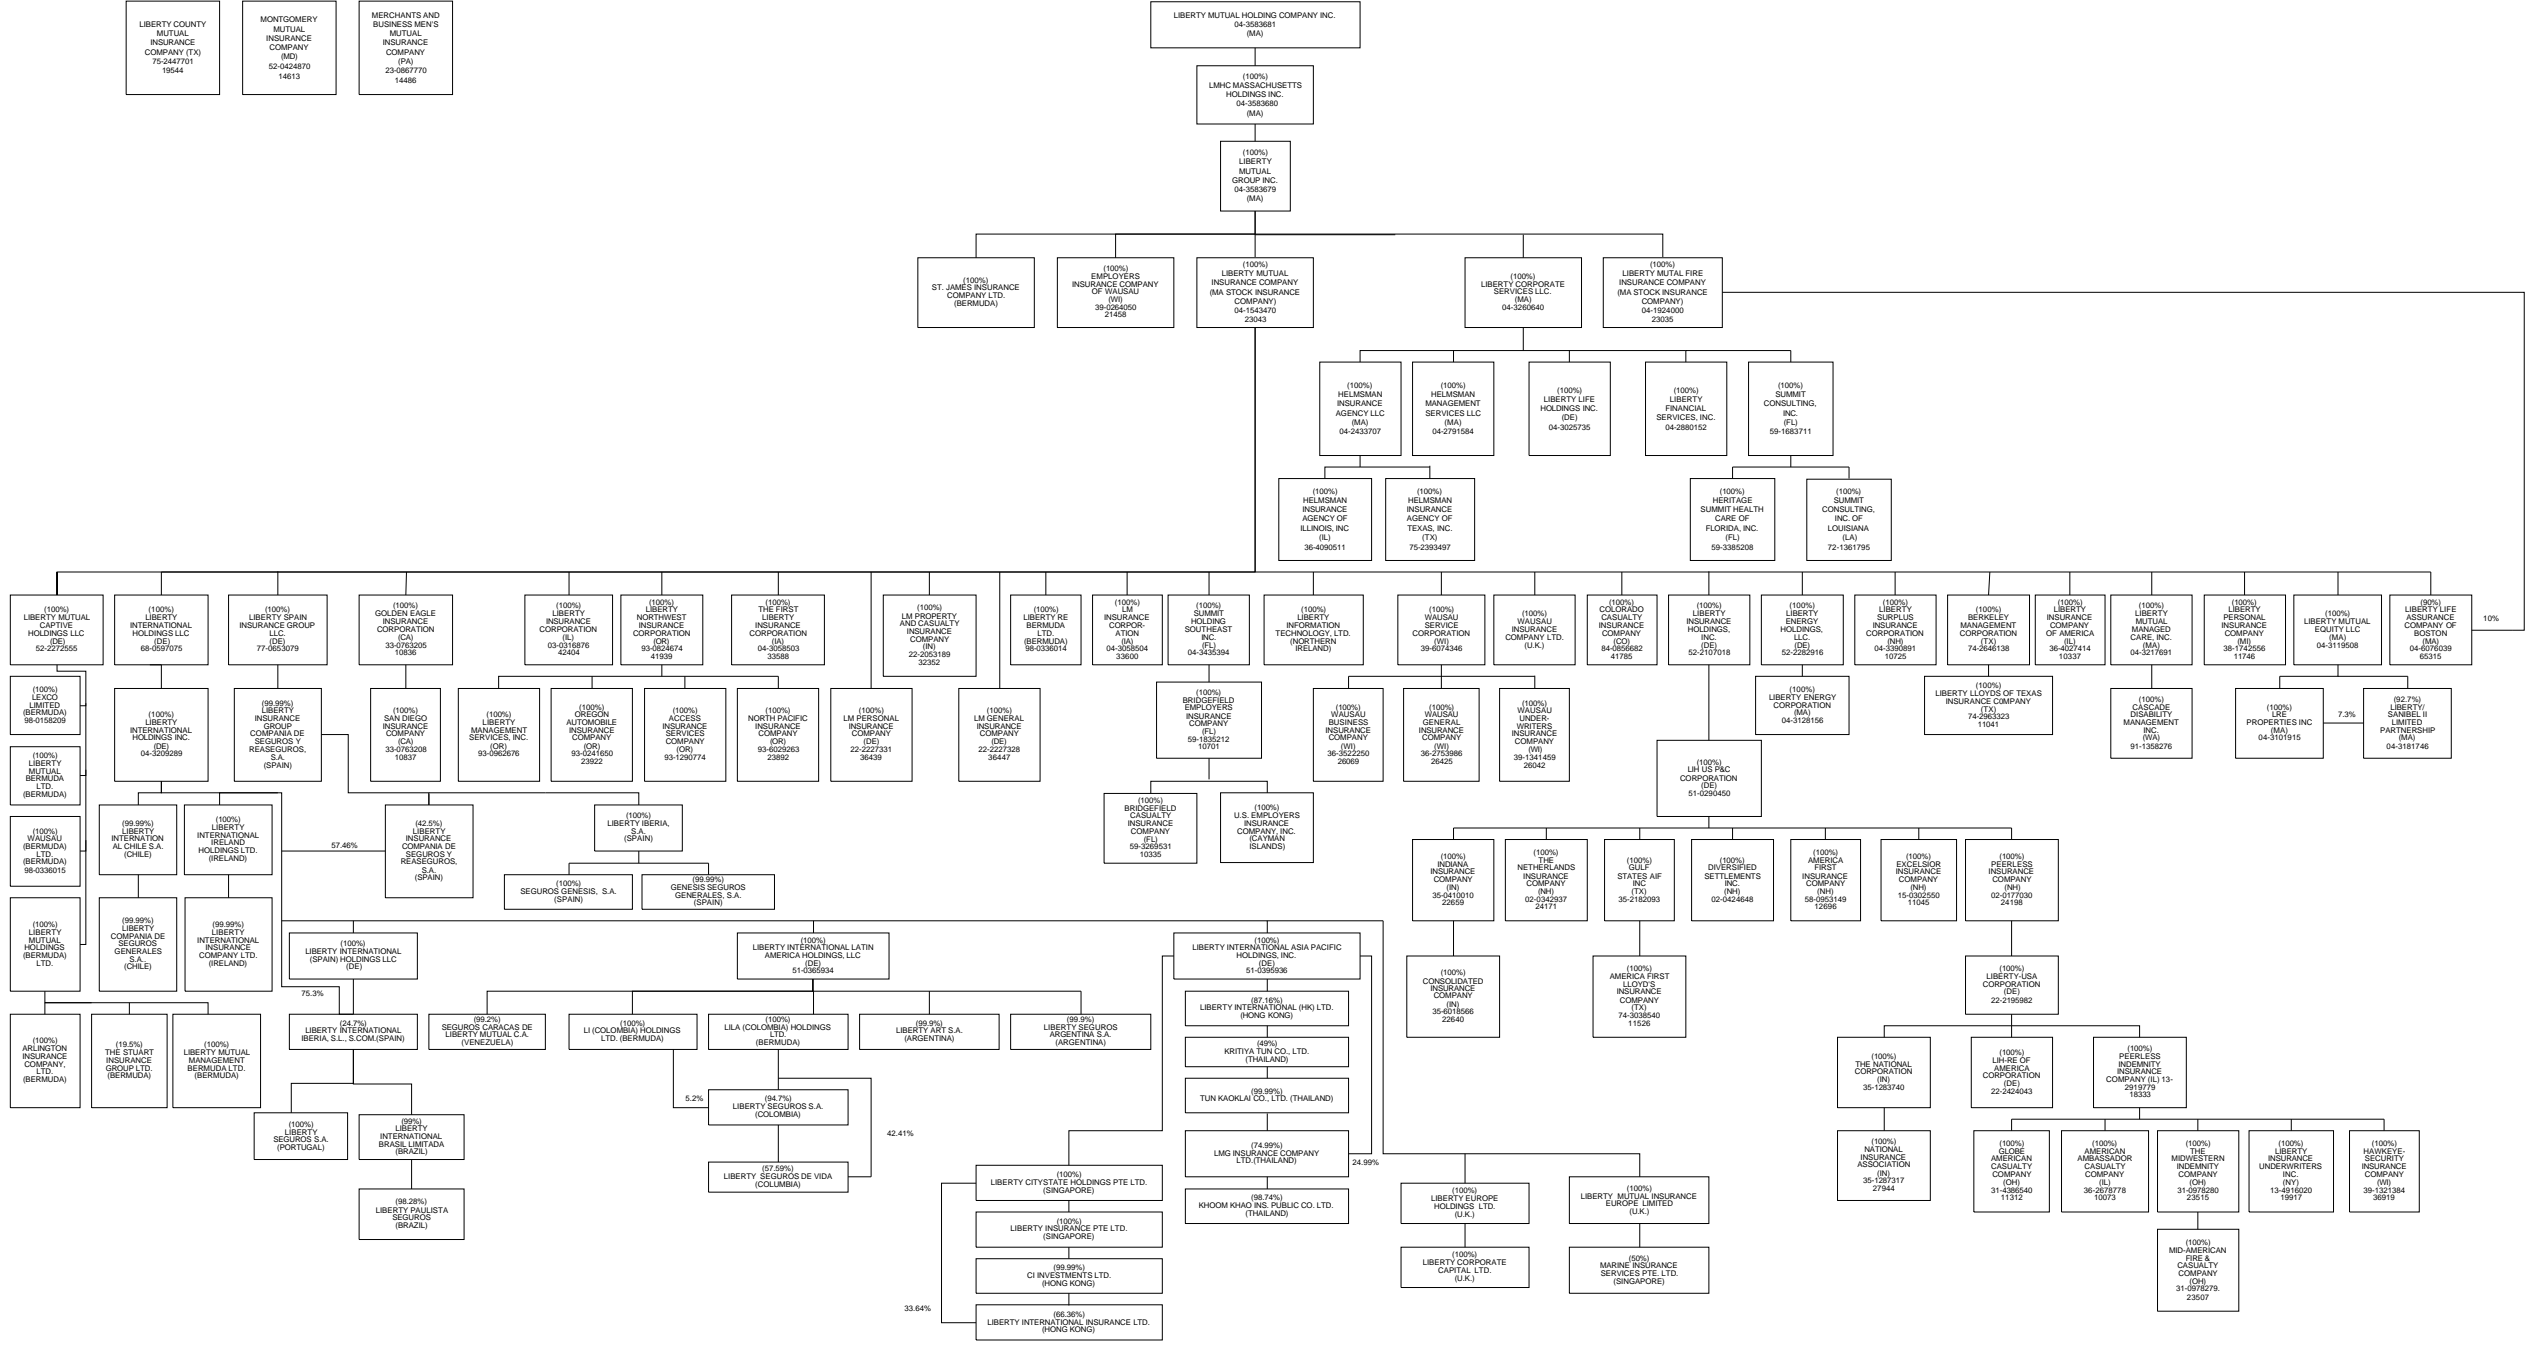 LIBERTY COUNTY
MUTUAL
INSURANCE
COMPANY (TX)
75-2447701
19544
MONTGOMERY
MUTUAL
INSURANCE
COMPANY
(MD)
52-0424870
14613
MERCHANTS AND
BUSINESS MEN'S
MUTUAL
INSURANCE
COMPANY
(PA)
23-0867770
14486
LIBERTY MUTUAL HOLDING COMPANY INC.
04-3583681
(MA)
(100%)
LMHC MASSACHUSETTS
HOLDINGS INC.
04-3583680
(MA)
(100%)
LIBERTY
MUTUAL
GROUP INC.
04-3583679
(MA)
(100%)
ST. JAMES INSURANCE
COMPANY LTD.
(BERMUDA)
(100%)
EMPLOYERS
INSURANCE COMPANY
OF WAUSAU
(WI)
39-0264050
21458
(100%)
LIBERTY MUTUAL
INSURANCE COMPANY
(MA STOCK INSURANCE
COMPANY)
04-1543470
23043
(100%)
LIBERTY CORPORATE
SERVICES LLC.
(MA)
04-3260640
(100%)
LIBERTY MUTAL FIRE
INSURANCE COMPANY
(MA STOCK INSURANCE
COMPANY)
04-1924000
23035
(100%)
HELMSMAN
INSURANCE
AGENCY LLC
(MA)
04-2433707
(100%)
HELMSMAN
MANAGEMENT
SERVICES LLC
(MA)
04-2791584
(100%)
LIBERTY LIFE
HOLDINGS INC.
(DE)
04-3025735
(100%)
LIBERTY
FINANCIAL
SERVICES, INC.
04-2880152
(100%)
SUMMIT
CONSULTING,
INC.
(FL)
59-1683711
(100%)
HELMSMAN
INSURANCE
AGENCY OF
ILLINOIS, INC
(IL)
36-4090511
(100%)
HELMSMAN
INSURANCE
AGENCY OF
TEXAS, INC.
(TX)
75-2393497
(100%)
HERITAGE
SUMMIT HEALTH
CARE OF
FLORIDA, INC.
(FL)
59-3385208
(100%)
SUMMIT
CONSULTING,
INC. OF
LOUISIANA
(LA)
72-1361795
(100%)
LIBERTY MUTUAL
CAPTIVE
HOLDINGS LLC
(DE)
52-2272555
(100%)
LIBERTY
INTERNATIONAL
HOLDINGS LLC
(DE)
68-0597075
(100%)
LIBERTY SPAIN
INSURANCE GROUP
LLC.
(DE)
77-0653079
(100%)
GOLDEN EAGLE
INSURANCE
CORPORATION
(CA)
33-0763205
10836
(100%)
LIBERTY
INSURANCE
CORPORATION
(IL)
03-0316876
42404
(100%)
LIBERTY
NORTHWEST
INSURANCE
CORPORATION
(OR)
93-0824674
41939
(100%)
THE FIRST
LIBERTY
INSURANCE
CORPORATION
(IA)
04-3058503
33588
(100%)
LM PROPERTY
AND CASUALTY
INSURANCE
COMPANY
(IN)
22-2053189
32352
(100%)
LIBERTY RE
BERMUDA
LTD.
(BERMUDA)
98-0336014
(100%)
LM
INSURANCE
CORPOR-
ATION
(IA)
04-3058504
33600
(100%)
SUMMIT
HOLDING
SOUTHEAST
INC.
(FL)
04-3435394
(100%)
LIBERTY
INFORMATION
TECHNOLOGY, LTD.
(NORTHERN
IRELAND)
(100%)
WAUSAU
SERVICE
CORPORATION
(WI)
39-6074346
(100%)
WAUSAU
INSURANCE
COMPANY LTD.
(U.K.)
(100%)
COLORADO
CASUALTY
INSURANCE
COMPANY
(CO)
84-0856682
41785
(100%)
LIBERTY
INSURANCE
HOLDINGS,
INC.
(DE)
52-2107018
(100%)
LIBERTY
ENERGY
HOLDINGS,
LLC.
(DE)
52-2282916
(100%)
LIBERTY
SURPLUS
INSURANCE
CORPORATION
(NH)
04-3390891
10725
(100%)
BERKELEY
MANAGEMENT
CORPORATION
(TX)
74-2646138
(100%)
LIBERTY
INSURANCE
COMPANY
OF AMERICA
(IL)
36-4027414
10337
(100%)
LIBERTY
MUTUAL
MANAGED
CARE, INC.
(MA)
04-3217691
(100%)
LIBERTY
PERSONAL
INSURANCE
COMPANY
(MI)
38-1742556
11746
(100%)
LIBERTY MUTUAL
EQUITY LLC
(MA)
04-3119508
(90%)
LIBERTY LIFE
ASSURANCE
COMPANY OF
BOSTON
(MA)
04-6076039
65315
10%
(100%)
LEXCO
LIMITED
(BERMUDA)
98-0158209
(100%)
LIBERTY
INTERNATIONAL
HOLDINGS INC.
(DE)
04-3209289
(99.99%)
LIBERTY
INSURANCE
GROUP
COMPANIA DE
SEGUROS Y
REASEGUROS,
S.A.
(SPAIN)
(100%)
SAN DIEGO
INSURANCE
COMPANY
(CA)
33-0763208
10837
(100%)
LIBERTY
MANAGEMENT
SERVICES, INC.
(OR)
93-0962676
(100%)
OREGON
AUTOMOBILE
INSURANCE
COMPANY
(OR)
93-0241650
23922
(100%)
ACCESS
INSURANCE
SERVICES
COMPANY
(OR)
93-1290774
(100%)
NORTH PACIFIC
INSURANCE
COMPANY
(OR)
93-6029263
23892
(100%)
LM PERSONAL
INSURANCE
COMPANY
(DE)
22-2227331
36439
(100%)
LM GENERAL
INSURANCE
COMPANY
(DE)
22-2227328
36447
(100%)
BRIDGEFIELD
EMPLOYERS
INSURANCE
COMPANY
(FL)
59-1835212
10701
(100%)
WAUSAU
BUSINESS
INSURANCE
COMPANY
(WI)
36-3522250
26069
(100%)
WAUSAU
GENERAL
INSURANCE
COMPANY
(WI)
36-2753986
26425
(100%)
WAUSAU
UNDER-
WRITERS
INSURANCE
COMPANY
(WI)
39-1341459
26042
(100%)
LIH US P&C
CORPORATION
(DE)
51-0290450
(100%)
LIBERTY ENERGY
CORPORATION
(MA)
04-3128156
(100%)
LIBERTY LLOYDS OF TEXAS
INSURANCE COMPANY
(TX)
74-2963323
11041
(100%)
CASCADE
DISABILITY
MANAGEMENT
INC.
(WA)
91-1358276
(100%)
LRE
PROPERTIES INC
(MA)
04-3101915
7.3%
(92.7%)
LIBERTY/
SANIBEL II
LIMITED
PARTNERSHIP
(MA)
04-3181746
(100%)
LIBERTY
MUTUAL
BERMUDA
LTD.
(BERMUDA)
(100%)
WAUSAU
(BERMUDA)
LTD.
(BERMUDA)
98-0336015
(99.99%)
LIBERTY
INTERNATION
AL CHILE S.A.
(CHILE)
(100%)
LIBERTY
INTERNATIONAL
IRELAND
HOLDINGS LTD.
(IRELAND)
57.46%
(42.5%)
LIBERTY
INSURANCE
COMPANIA DE
SEGUROS Y
REASEGUROS,
S.A.
(SPAIN)
(100%)
LIBERTY IBERIA,
S.A.
(SPAIN)
(100%)
SEGUROS GENESIS, S.A.
(SPAIN)
(99.99%)
GENESIS SEGUROS
GENERALES, S.A.
(SPAIN)
(100%)
BRIDGEFIELD
CASUALTY
INSURANCE
COMPANY
(FL)
59-3269531
10335
(100%)
U.S. EMPLOYERS
INSURANCE
COMPANY, INC.
(CAYMAN
ISLANDS)
(100%)
INDIANA
INSURANCE
COMPANY
(IN)
35-0410010
22659
(100%)
THE
NETHERLANDS
INSURANCE
COMPANY
(NH)
02-0342937
24171
(100%)
GULF
STATES AIF
INC
(TX)
35-2182093
(100%)
DIVERSIFIED
SETTLEMENTS
INC.
(NH)
02-0424648
(100%)
AMERICA
FIRST
INSURANCE
COMPANY
(NH)
58-0953149
12696
(100%)
EXCELSIOR
INSURANCE
COMPANY
(NH)
15-0302550
11045
(100%)
PEERLESS
INSURANCE
COMPANY
(NH)
02-0177030
24198
(100%)
LIBERTY
MUTUAL
HOLDINGS
(BERMUDA)
LTD.
(99.99%)
LIBERTY
COMPANIA DE
SEGUROS
GENERALES
S.A..
(CHILE)
(99.99%)
LIBERTY
INTERNATIONAL
INSURANCE
COMPANY LTD.
(IRELAND)
(100%)
LIBERTY INTERNATIONAL
(SPAIN) HOLDINGS LLC
(DE)
75.3%
(100%)
LIBERTY INTERNATIONAL LATIN
AMERICA HOLDINGS, LLC
(DE)
51-0365934
(100%)
LIBERTY INTERNATIONAL ASIA PACIFIC
HOLDINGS, INC.
(DE)
51-0395936
(100%)
CONSOLIDATED
INSURANCE
COMPANY
(IN)
35-6018566
22640
(100%)
AMERICA FIRST
LLOYD'S
INSURANCE
COMPANY
(TX)
74-3038540
11526
(100%)
LIBERTY-USA
CORPORATION
(DE)
22-2195982
(100%)
ARLINGTON
INSURANCE
COMPANY,
LTD.
(BERMUDA)
(19.5%)
THE STUART
INSURANCE
GROUP LTD.
(BERMUDA)
(100%)
LIBERTY MUTUAL
MANAGEMENT
BERMUDA LTD.
(BERMUDA)
(24.7%)
LIBERTY INTERNATIONAL
IBERIA, S.L., S.COM.(SPAIN)
(99.2%)
SEGUROS CARACAS DE
LIBERTY MUTUAL C.A.
(VENEZUELA)
(100%)
LI (COLOMBIA) HOLDINGS
LTD. (BERMUDA)
(100%)
LILA (COLOMBIA) HOLDINGS
LTD.
(BERMUDA)
(99.9%)
LIBERTY ART S.A.
(ARGENTINA)
(99.9%)
LIBERTY SEGUROS
ARGENTINA S.A.
(ARGENTINA)
(87.16%)
LIBERTY INTERNATIONAL (HK) LTD.
(HONG KONG)
(49%)
KRITIYA TUN CO., LTD.
(THAILAND)
(99.99%)
TUN KAOKLAI CO., LTD. (THAILAND)
(74.99%)
LMG INSURANCE COMPANY
LTD.(THAILAND)
24.99%
(98.74%)
KHOOM KHAO INS. PUBLIC CO. LTD.
(THAILAND)
(100%)
THE NATIONAL
CORPORATION
(IN)
35-1283740
(100%)
LIH-RE OF
AMERICA
CORPORATION
(DE)
22-2424043
(100%)
PEERLESS
INDEMNITY
INSURANCE
COMPANY (IL) 13-
2919779
18333
(100%)
LIBERTY
SEGUROS S.A.
(PORTUGAL)
(99%)
LIBERTY
INTERNATIONAL
BRASIL LIMITADA
(BRAZIL)
5.2%
(94.7%)
LIBERTY SEGUROS S.A.
(COLOMBIA)
42.41%
(57.59%)
LIBERTY SEGUROS DE VIDA
(COLUMBIA)
(98.28%)
LIBERTY PAULISTA
SEGUROS
(BRAZIL)
(100%)
LIBERTY CITYSTATE HOLDINGS PTE LTD.
(SINGAPORE)
(100%)
LIBERTY INSURANCE PTE LTD.
(SINGAPORE)
(99.99%)
CI INVESTMENTS LTD.
(HONG KONG)
33.64%
(66.36%)
LIBERTY INTERNATIONAL INSURANCE LTD.
(HONG KONG)
(100%)
LIBERTY EUROPE
HOLDINGS LTD.
(U.K.)
(100%)
LIBERTY MUTUAL INSURANCE
EUROPE LIMITED
(U.K.)
(100%)
LIBERTY CORPORATE
CAPITAL LTD.
(U.K.)
(50%)
MARINE INSURANCE
SERVICES PTE. LTD.
(SINGAPORE)
(100%)
NATIONAL
INSURANCE
ASSOCIATION
(IN)
35-1287317
27944
(100%)
GLOBE
AMERICAN
CASUALTY
COMPANY
(OH)
31-4386540
11312
(100%)
AMERICAN
AMBASSADOR
CASUALTY
COMPANY
(IL)
36-2678778
10073
(100%)
THE
MIDWESTERN
INDEMNITY
COMPANY
(OH)
31-0978280
23515
(100%)
LIBERTY
INSURANCE
UNDERWRITERS
INC.
(NY)
13-4916020
19917
(100%)
HAWKEYE-
SECURITY
INSURANCE
COMPANY
(WI)
39-1321384
36919
(100%)
MID-AMERICAN
FIRE &
CASUALTY
COMPANY
(OH)
31-0978279.
23507